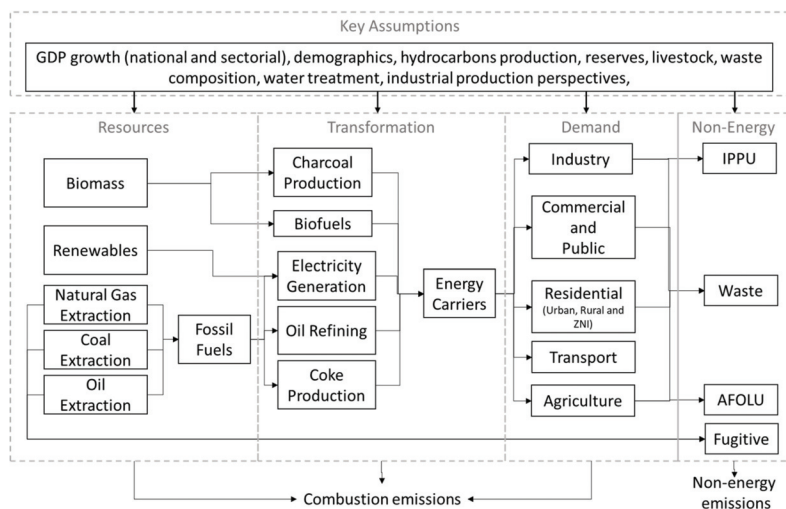 Key Assumptions
GDP growth (national and sectorial), demographics, hydrocarbons production, reserves, livestock, waste
composition, water treatment, industrial production perspectives,
Resources
Transformation
Demand
Non-Energy
Biomass
Renewables
Natural Gas
Extraction
Coal
Extraction
Oil
Extraction
Fossil
Fuels
Charcoal
Production
Biofuels
Electricity
Generation
Oil Refining
Coke
Production
Energy
Carriers
Industry
Commercial
and
Public
Residential
(Urban, Rural and
ZNI)
Transport
Agriculture
IPPU
Waste
AFOLU
Fugitive
Combustion emissions
Non-energy
emissions